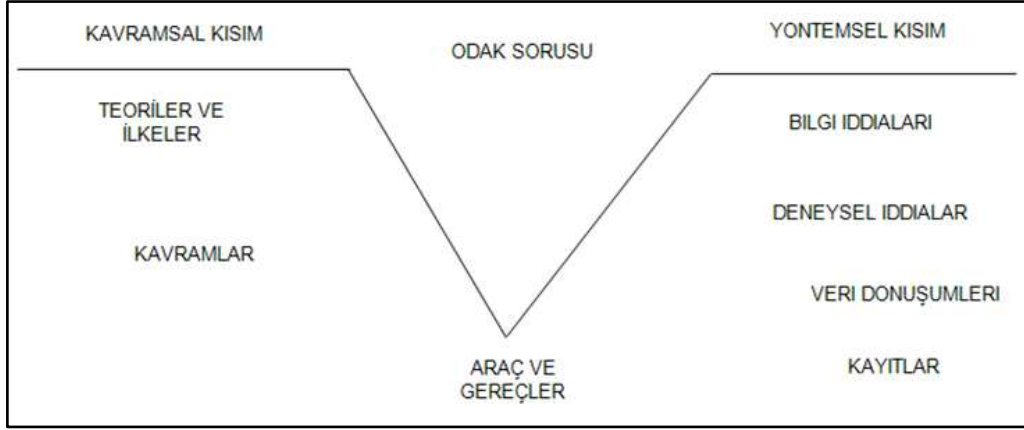 KAVRAMSAL KISIM
ODAK SORUSU
YONTEMSEL KISIM
TEORİLER VE
İLKELER
KAVRAMLAR
BILGI IDDIALARI
DENEYSEL IDDIALAR
VERI DONUŞUMLERI
KAYITLAR
ARAÇ VE
GEREÇLER